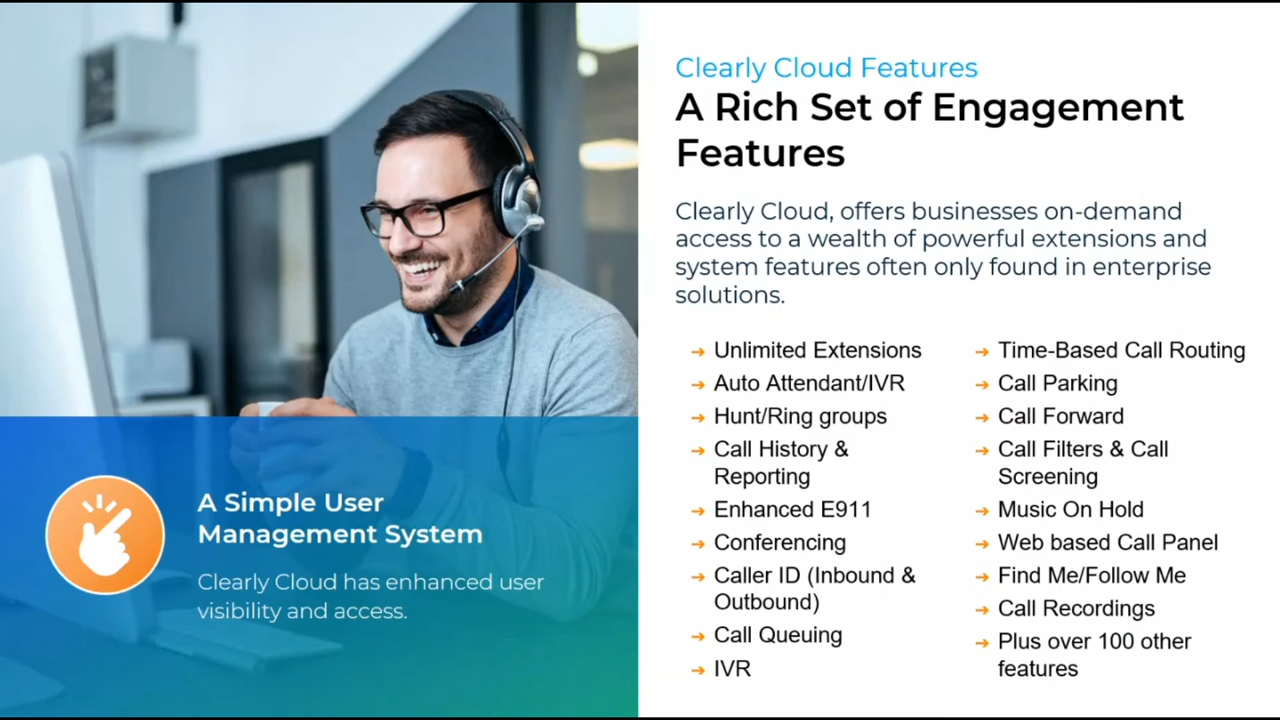 Clearly Cloud Features
A Rich Set of Engagement
Features
Clearly Cloud, offers businesses on-demand
access to a wealth of powerful extensions and
system features often only found in enterprise
solutions.
➔ Unlimited Extensions
➔ Auto Attendant/IVR
➔ Hunt/Ring groups
➔ Call History &
Reporting
➔ Enhanced E911
➔ Conferencing
➔ Caller ID (Inbound &
Outbound)
➔ Call Queuing
➔ IVR
➔ Time-Based Call Routing
➔ Call Parking
➔ Call Forward
➔ Call Filters & Call
Screening
➔ Music On Hold
➔ Web based Call Panel
➔ Find Me/Follow Me
➔ Call Recordings
➔ Plus over 100 other
features
A Simple User
Management System
Clearly Cloud has enhanced user
visibility and access.